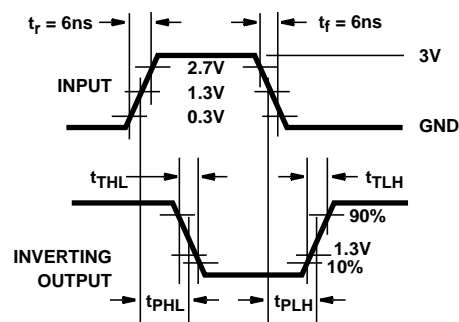 tr = 6ns
tf = 6ns
3V
2.7V
INPUT
1.3V
0.3V
GND
tTHL
tTLH
90%
1.3V
INVERTING
OUTPUT
10%
tPHL
tPLH